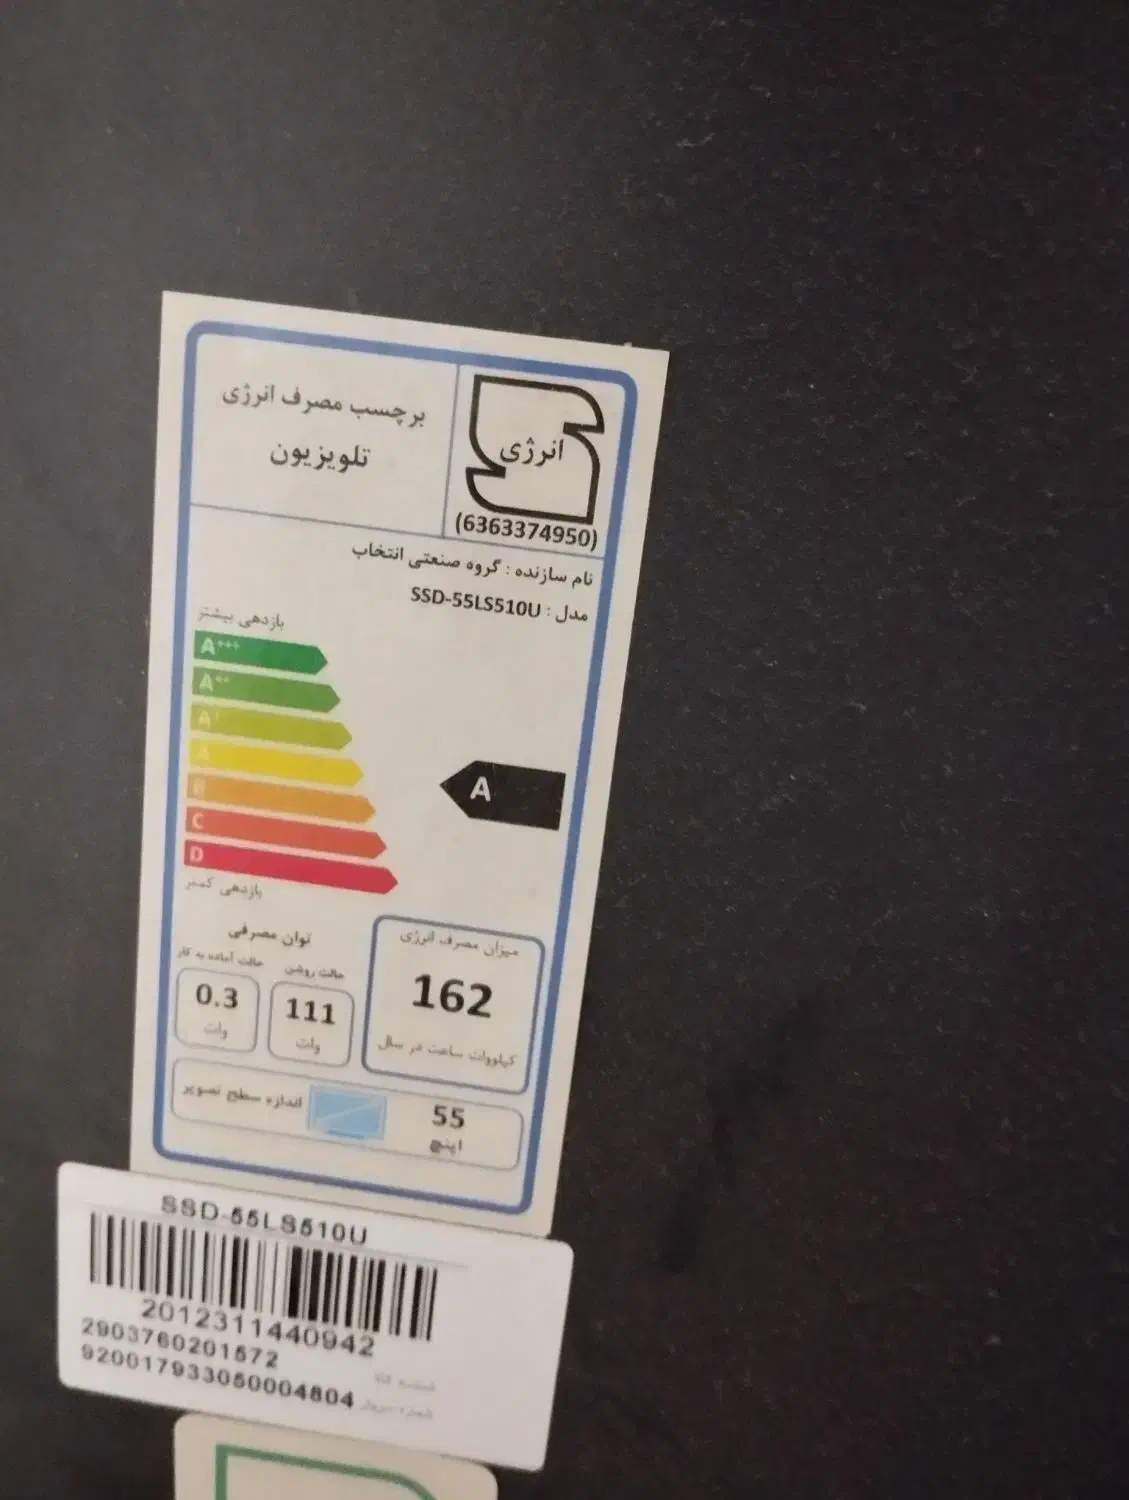 برچسب مصرف انرژی
تلویزیون
انرژی
(6363374950)
نام سازنده : گروه صنعتی انتخاب
مدل : SSD-55LS510U
بازدهی بیشتر
A+++
A++
A+
A
B
C
D
A
بازدهی کمتر
میزان مصرف انرژی
162
کیلووات ساعت در سال
توان مصرفی
حالت روشن
111
وات
حالت آماده به کار
0.3
وات
اندازه سطح تصویر
55
اینچ
SSD-55LS510U
2012311440942
2903760201572
920017933050004804